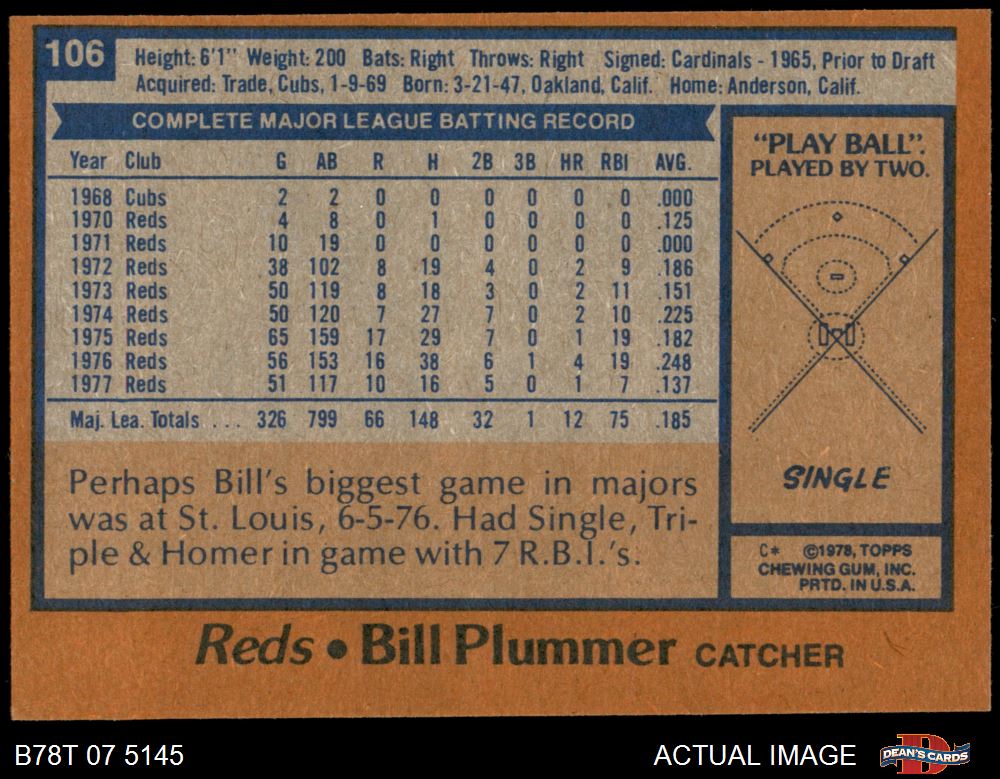 106
Height: 6'1" Weight: 200 Bats: Right Throws: Right Signed: Cardinals - 1965, Prior to Draft
Acquired: Trade, Cubs, 1-9-69 Born: 3-21-47, Oakland, Calif. Home: Anderson, Calif.
COMPLETE MAJOR LEAGUE BATTING RECORD
Year Club G AB R H 2B 3B HR RBI AVG.
1968 Cubs 2 2 0 0 0 0 0 0 .000
1970 Reds 4 8 0 1 0 0 0 0 .125
1971 Reds 10 19 0 0 0 0 0 0 .000
1972 Reds 38 102 8 19 4 0 2 9 .186
1973 Reds 50 119 8 18 3 0 2 11 .151
1974 Reds 50 120 7 27 7 0 2 10 .225
1975 Reds 65 159 17 29 7 0 1 19 .182
1976 Reds 56 153 16 38 6 1 4 19 .248
1977 Reds 51 117 10 16 5 0 1 7 .137
Maj. Lea. Totals ... 326 799 66 148 32 1 12 75 .185
Perhaps Bill's biggest game in majors
was at St. Louis, 6-5-76. Had Single, Tri-
ple & Homer in game with 7 R.B.I.'s.
"PLAY BALL".
PLAYED BY TWO.
SINGLE
C* ©1978, TOPPS
CHEWING GUM, INC.
PRTD. IN U.S.A.
Reds • Bill Plummer CATCHER
B78T 07 5145
ACTUAL IMAGE
DEAN'S CARDS